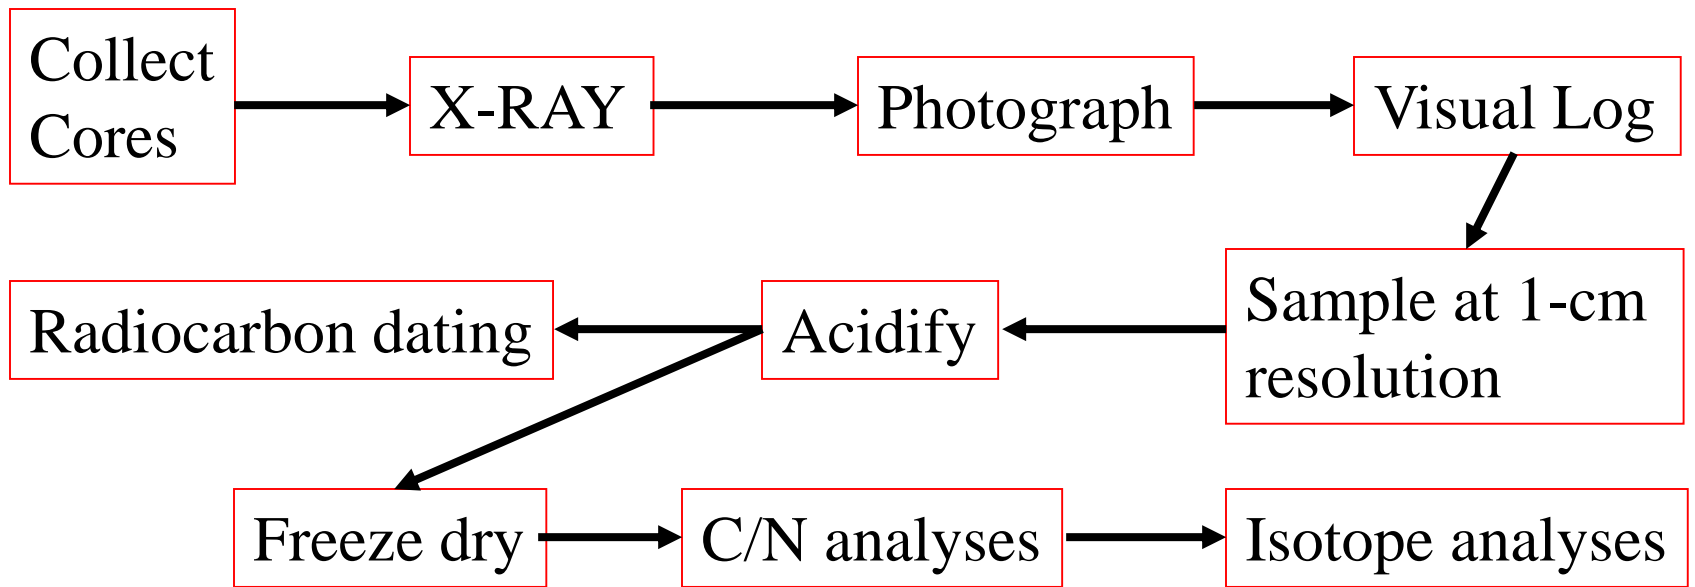 Collect
Cores
X-RAY
Photograph
Visual Log
Sample at 1-cm
resolution
Acidify
Radiocarbon dating
Freeze dry
C/N analyses
Isotope analyses